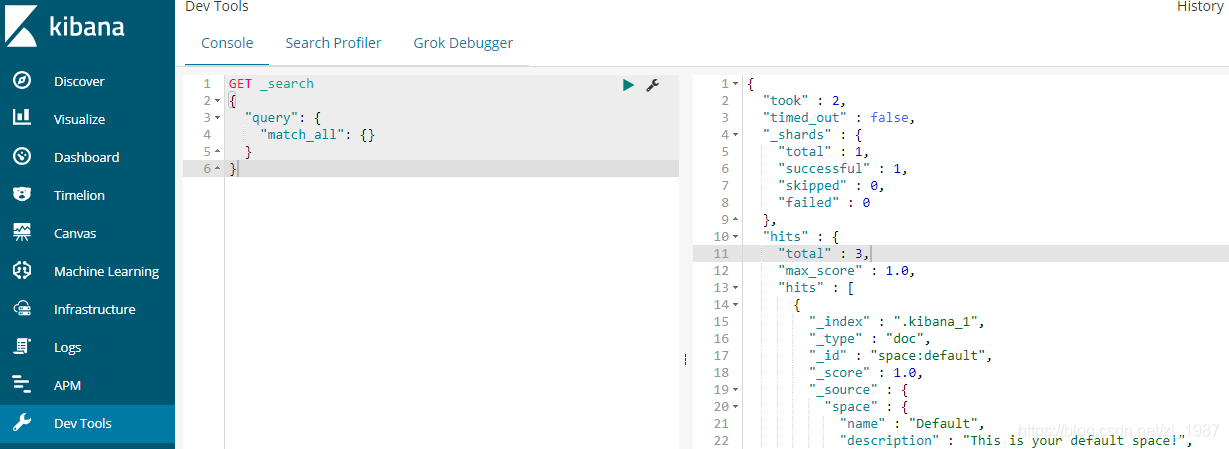 kibana
Discover
Visualize
Dashboard
Timelion
Canvas
Machine Learning
Infrastructure
Logs
APM
Dev Tools
Dev Tools
History
Console Search Profiler Grok Debugger
1 GET _search
2 {
3 "query": {
4 "match_all": {}
5 }
6 }
1 {
2 "took" : 2,
3 "timed_out" : false,
4 "_shards" : {
5 "total" : 1,
6 "successful" : 1,
7 "skipped" : 0,
8 "failed" : 0
9 },
10 "hits" : {
11 "total" : 3,
12 "max_score" : 1.0,
13 "hits" : [
14 {
15 "_index" : ".kibana_1",
16 "_type" : "doc",
17 "_id" : "space:default",
18 "_score" : 1.0,
19 "_source" : {
20 "space" : {
21 "name" : "Default",
22 "description" : "This is your default space!",
https://blog.csdn.net/zl_1987